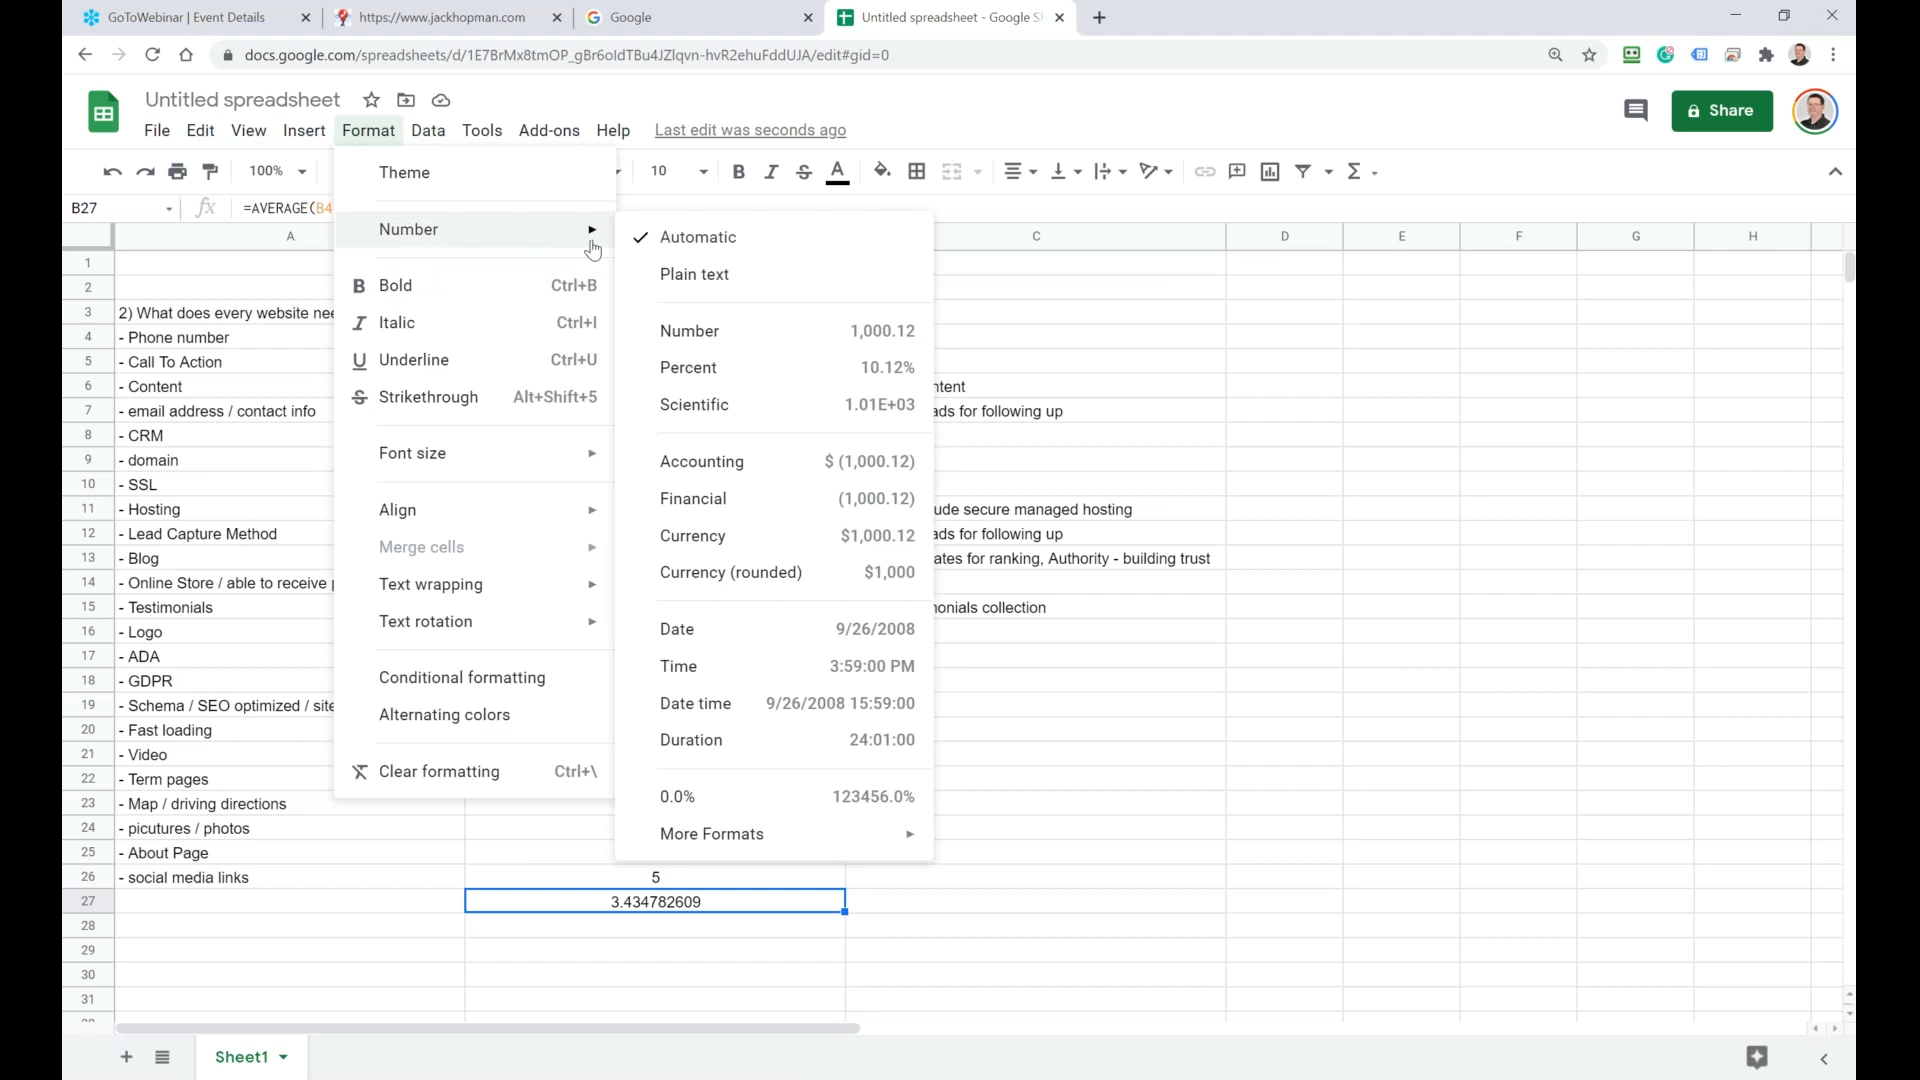 GoToWebinar | Event Details
https://www.jackhopman.com
Google
Untitled spreadsheet - Google Sh
docs.google.com/spreadsheets/d/1E7BrMx8tmOP_gBr6oIdTBu4JZlqvn-hvR2ehuFddUJA/edit#gid=0
Untitled spreadsheet
File Edit View Insert Format Data Tools Add-ons Help Last edit was seconds ago
Share
100% 10
B27 fx =AVERAGE(B4
A C D E F G H
Theme
Number
Bold Ctrl+B
Italic Ctrl+I
Underline Ctrl+U
Strikethrough Alt+Shift+5
Font size
Align
Merge cells
Text wrapping
Text rotation
Conditional formatting
Alternating colors
Clear formatting Ctrl+\
Automatic
Plain text
Number 1,000.12
Percent 10.12%
Scientific 1.01E+03
Accounting $ (1,000.12)
Financial (1,000.12)
Currency $1,000.12
Currency (rounded) $1,000
Date 9/26/2008
Time 3:59:00 PM
Date time 9/26/2008 15:59:00
Duration 24:01:00
0.0% 123456.0%
More Formats
1
2
3 2) What does every website nee
4 - Phone number
5 - Call To Action
6 - Content ntent
7 - email address / contact info ads for following up
8 - CRM
9 - domain
10 - SSL
11 - Hosting ude secure managed hosting
12 - Lead Capture Method ads for following up
13 - Blog ates for ranking, Authority - building trust
14 - Online Store / able to receive p
15 - Testimonials nonials collection
16 - Logo
17 - ADA
18 - GDPR
19 - Schema / SEO optimized / site
20 - Fast loading
21 - Video
22 - Term pages
23 - Map / driving directions
24 - picutures / photos
25 - About Page
26 - social media links 5
27 3.434782609
28
29
30
31
Sheet1